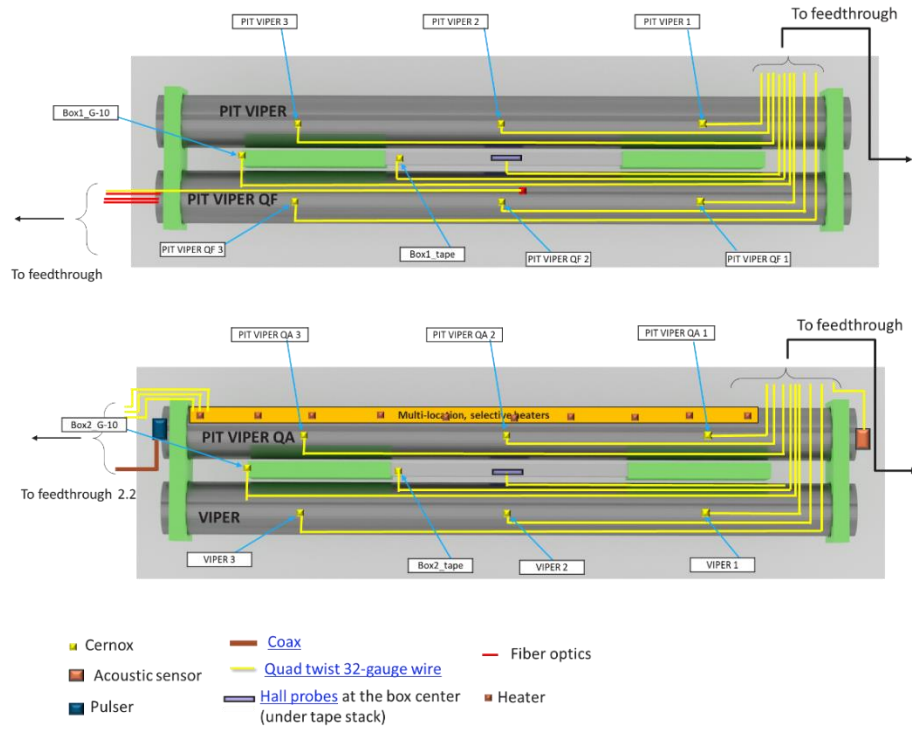 PIT VIPER 3
PIT VIPER 2
PIT VIPER 1
To feedthrough
Box1_G-10
PIT VIPER
PIT VIPER QF
PIT VIPER QF 3
Box1_tape
PIT VIPER QF 2
PIT VIPER QF 1
To feedthrough
PIT VIPER QA 3
PIT VIPER QA 2
PIT VIPER QA 1
To feedthrough
Multi-location, selective heaters
Box2_G-10
PIT VIPER QA
To feedthrough 2.2
VIPER
VIPER 3
Box2_tape
VIPER 2
VIPER 1
Cernox
Coax
Fiber optics
Acoustic sensor
Quad twist 32-gauge wire
Pulser
Hall probes at the box center
(under tape stack)
Heater